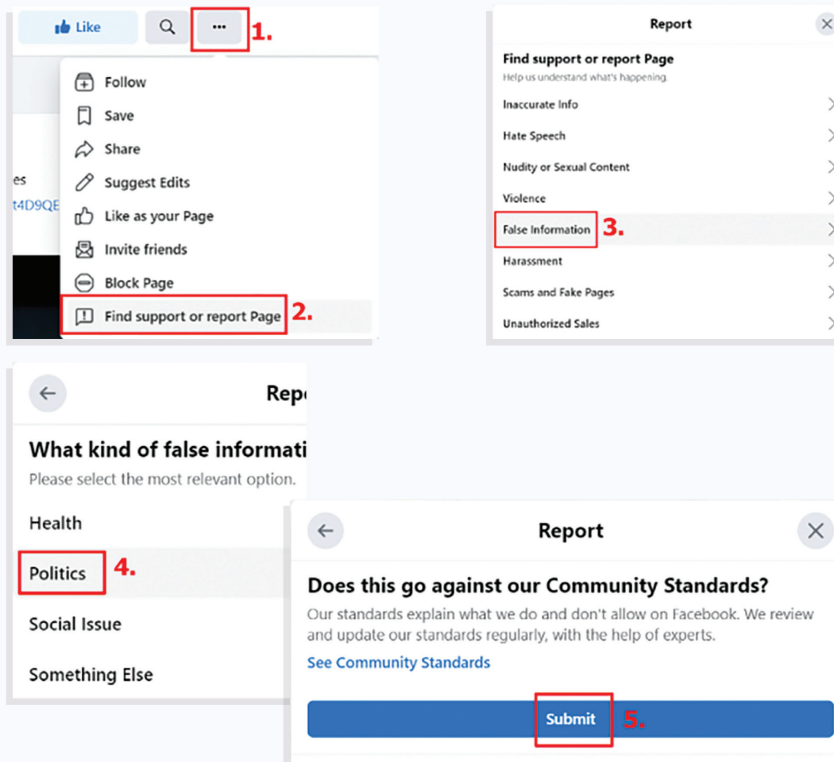 Like
... 1.
Follow
Save
Share
es
Suggest Edits
t4D9QE
Like as your Page
Invite friends
Block Page
Find support or report Page 2.
Report
Find support or report Page
Help us understand what's happening.
Inaccurate Info
Hate Speech
Nudity or Sexual Content
Violence
False Information 3.
Harassment
Scams and Fake Pages
Unauthorized Sales
Rep
What kind of false informati
Please select the most relevant option.
Health
Politics 4.
Social Issue
Something Else
Report
Does this go against our Community Standards?
Our standards explain what we do and don't allow on Facebook. We review
and update our standards regularly, with the help of experts.
See Community Standards
Submit 5.